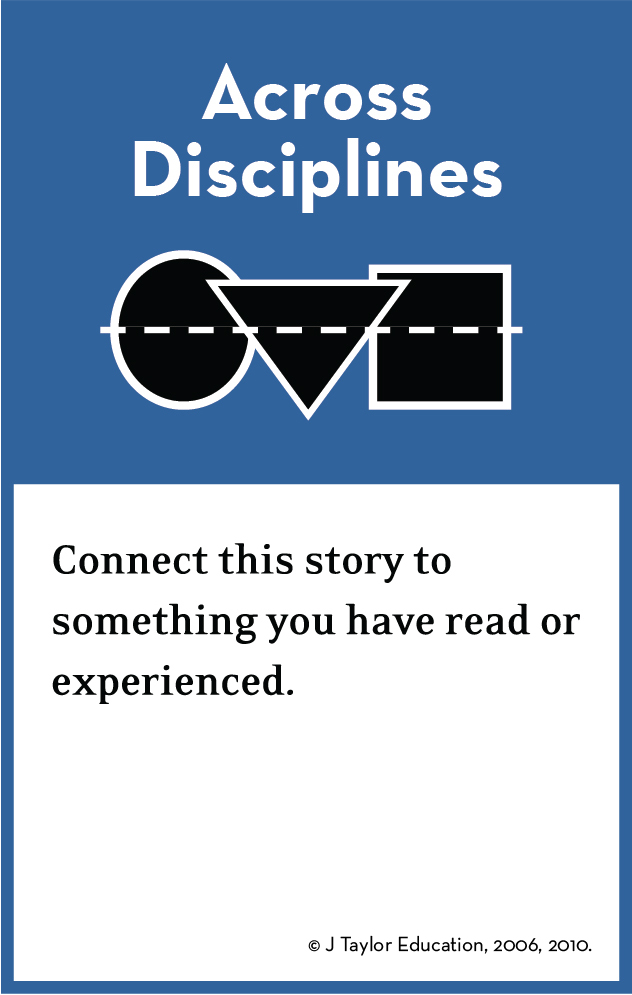 Across
Disciplines
Connect this story to
something you have read or
experienced.
© J Taylor Education, 2006, 2010.